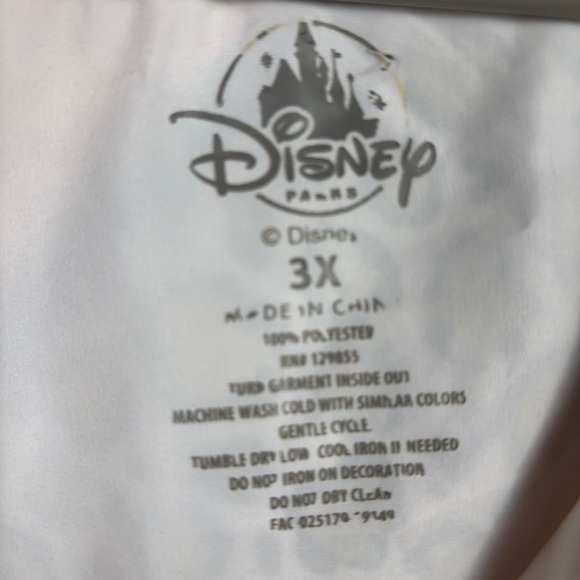 Disney
PARKS
© Disney
3X
MADE IN CHINA
100% POLYESTER
RN# 129855
TURN GARMENT INSIDE OUT
MACHINE WASH COLD WITH SIMILAR COLORS
GENTLE CYCLE
TUMBLE DRY LOW COOL IRON IF NEEDED
DO NOT IRON ON DECORATION
DO NOT DRY CLEAN
FAC